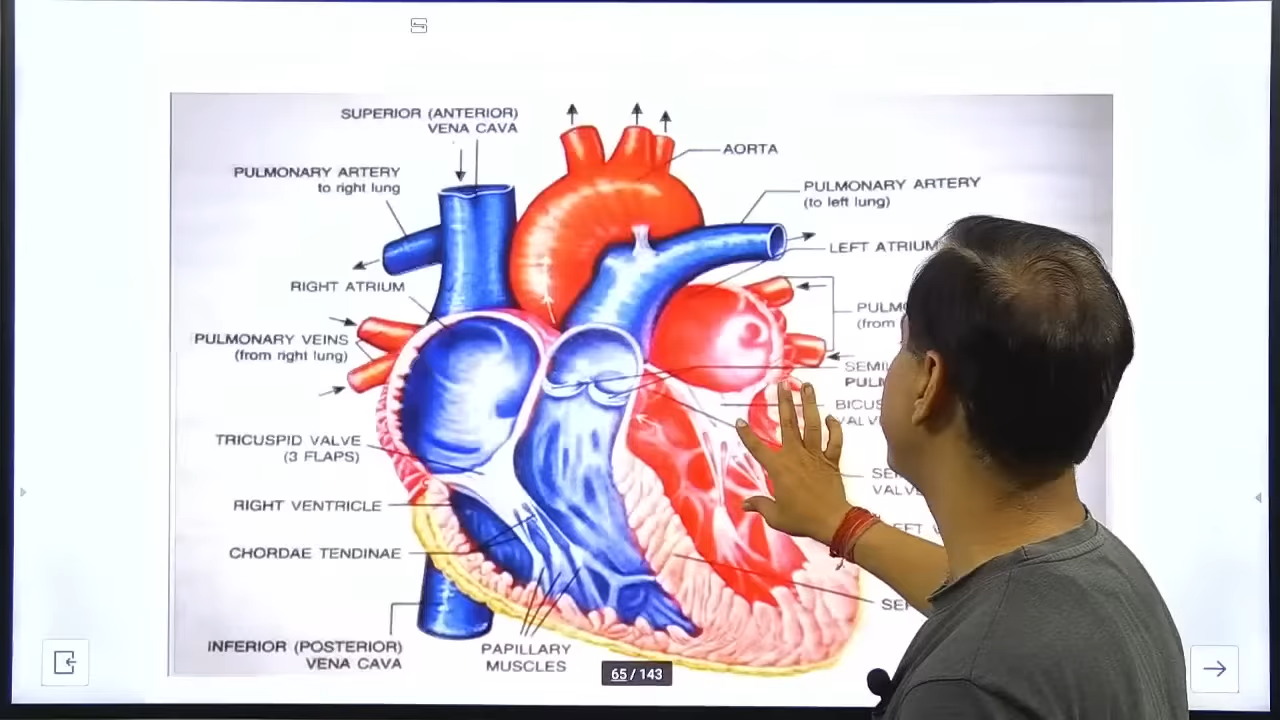 SUPERIOR (ANTERIOR)
VENA CAVA
AORTA
PULMONARY ARTERY
to right lung)
PULMONARY ARTERY
(to left lung)
LEFT ATRIUM
RIGHT ATRIUM
(from
PULMONARY VEINS
(from right lung)
TRICUSPID VALVE
(3 FLAPS)
RIGHT VENTRICLE
CHORDAE TENDINAE
INFERIOR (POSTERIOR)
VENA CAVA
PAPILLARY
MUSCLES
65 / 143